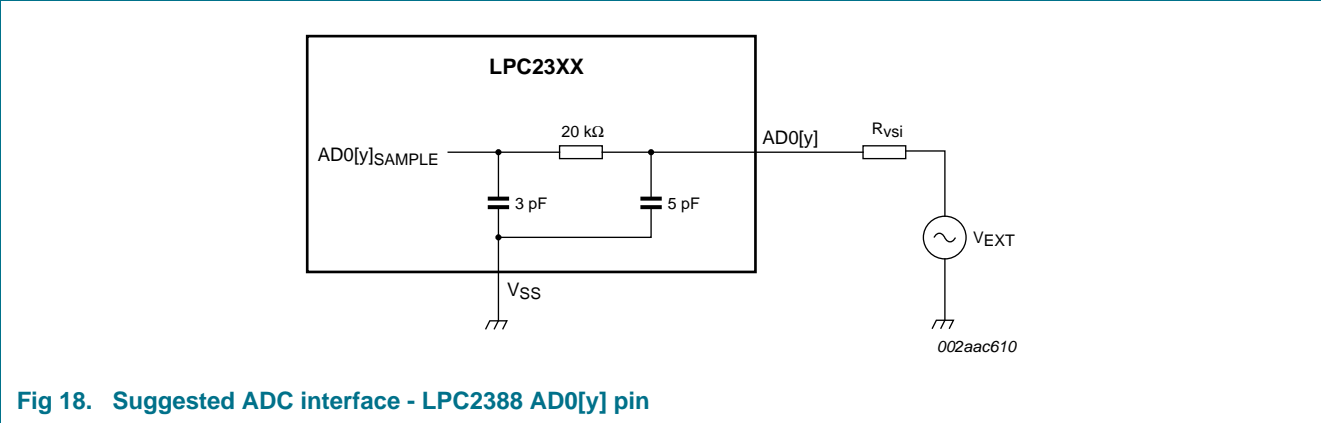 LPC23XX
20 kΩ
AD0[y]SAMPLE
AD0[y]
Rvsi
3 pF
5 pF
VEXT
VSS
002aac610
Fig 18. Suggested ADC interface - LPC2388 AD0[y] pin